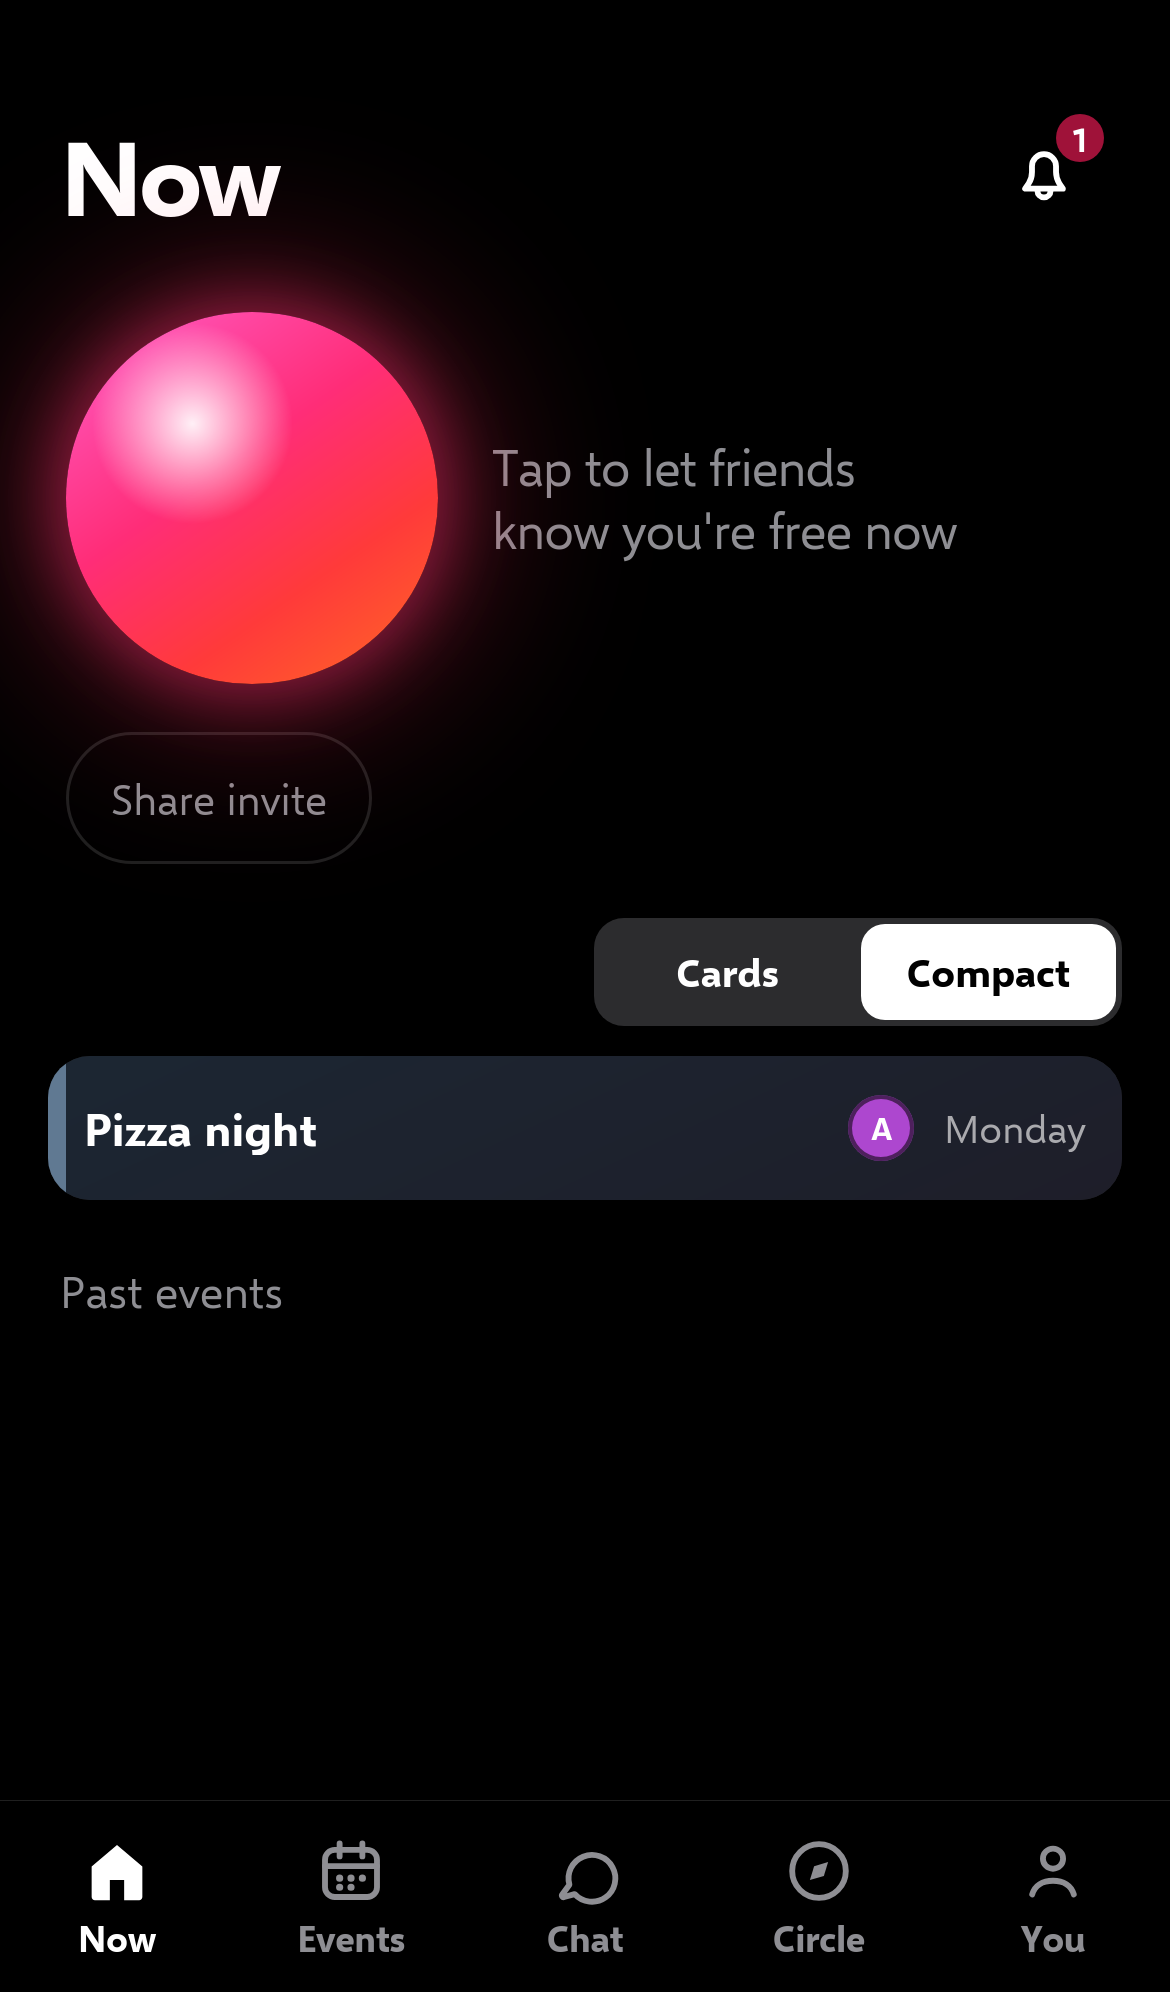 Now
1
Tap to let friends
know you're free now
Share invite
Cards
Compact
Pizza night
A
Monday
Past events
Now
Events
Chat
Circle
You